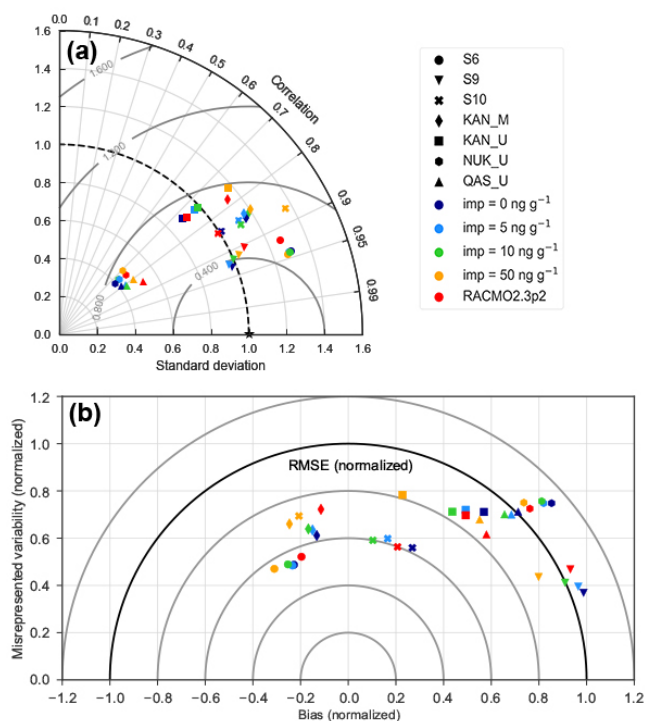 (a)
1.6
1.4
1.2
1.0
0.8
0.6
0.4
0.2
0.0
0.1
0.2
0.3
0.4
0.5
0.6
0.7
0.8
0.9
0.95
0.99
Correlation
1.600
0.400
0.800
0.0
0.2
0.4
0.6
0.8
1.0
1.2
1.4
1.6
Standard deviation
S6
S9
S10
KAN_M
KAN_U
NUK_U
QAS_U
imp = 0 ng g⁻¹
imp = 5 ng g⁻¹
imp = 10 ng g⁻¹
imp = 50 ng g⁻¹
RACMO2.3p2
(b)
RMSE (normalized)
Misrepresented variability (normalized)
1.2
1.0
0.8
0.6
0.4
0.2
0.0
−1.2
−1.0
−0.8
−0.6
−0.4
−0.2
0.0
0.2
0.4
0.6
0.8
1.0
1.2
Bias (normalized)